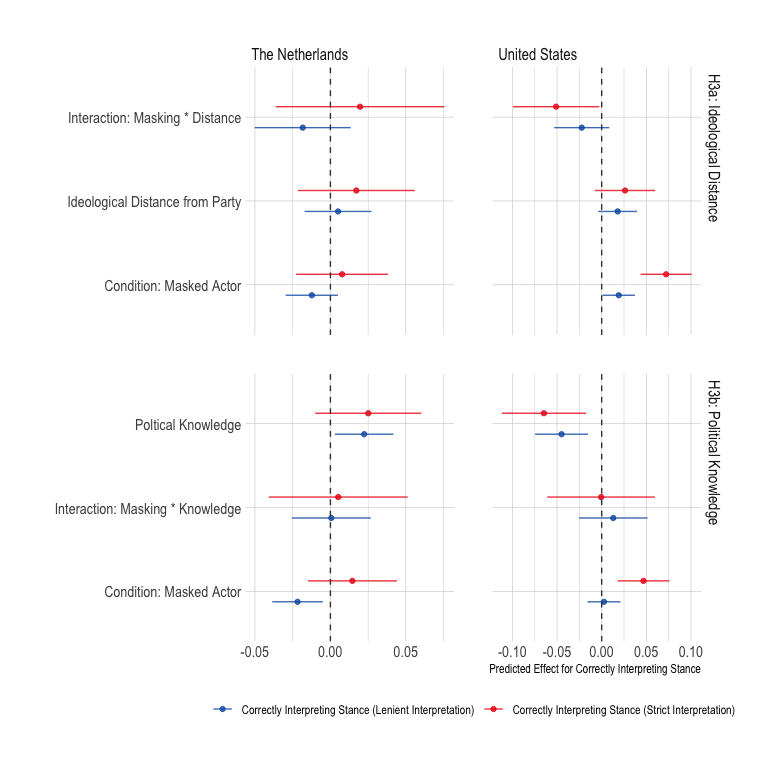 The Netherlands
United States
H3a: Ideological Distance
Interaction: Masking * Distance
Ideological Distance from Party
Condition: Masked Actor
H3b: Political Knowledge
Poltical Knowledge
Interaction: Masking * Knowledge
Condition: Masked Actor
-0.05 0.00 0.05
-0.10 -0.05 0.00 0.05 0.10
Predicted Effect for Correctly Interpreting Stance
Correctly Interpreting Stance (Lenient Interpretation) Correctly Interpreting Stance (Strict Interpretation)